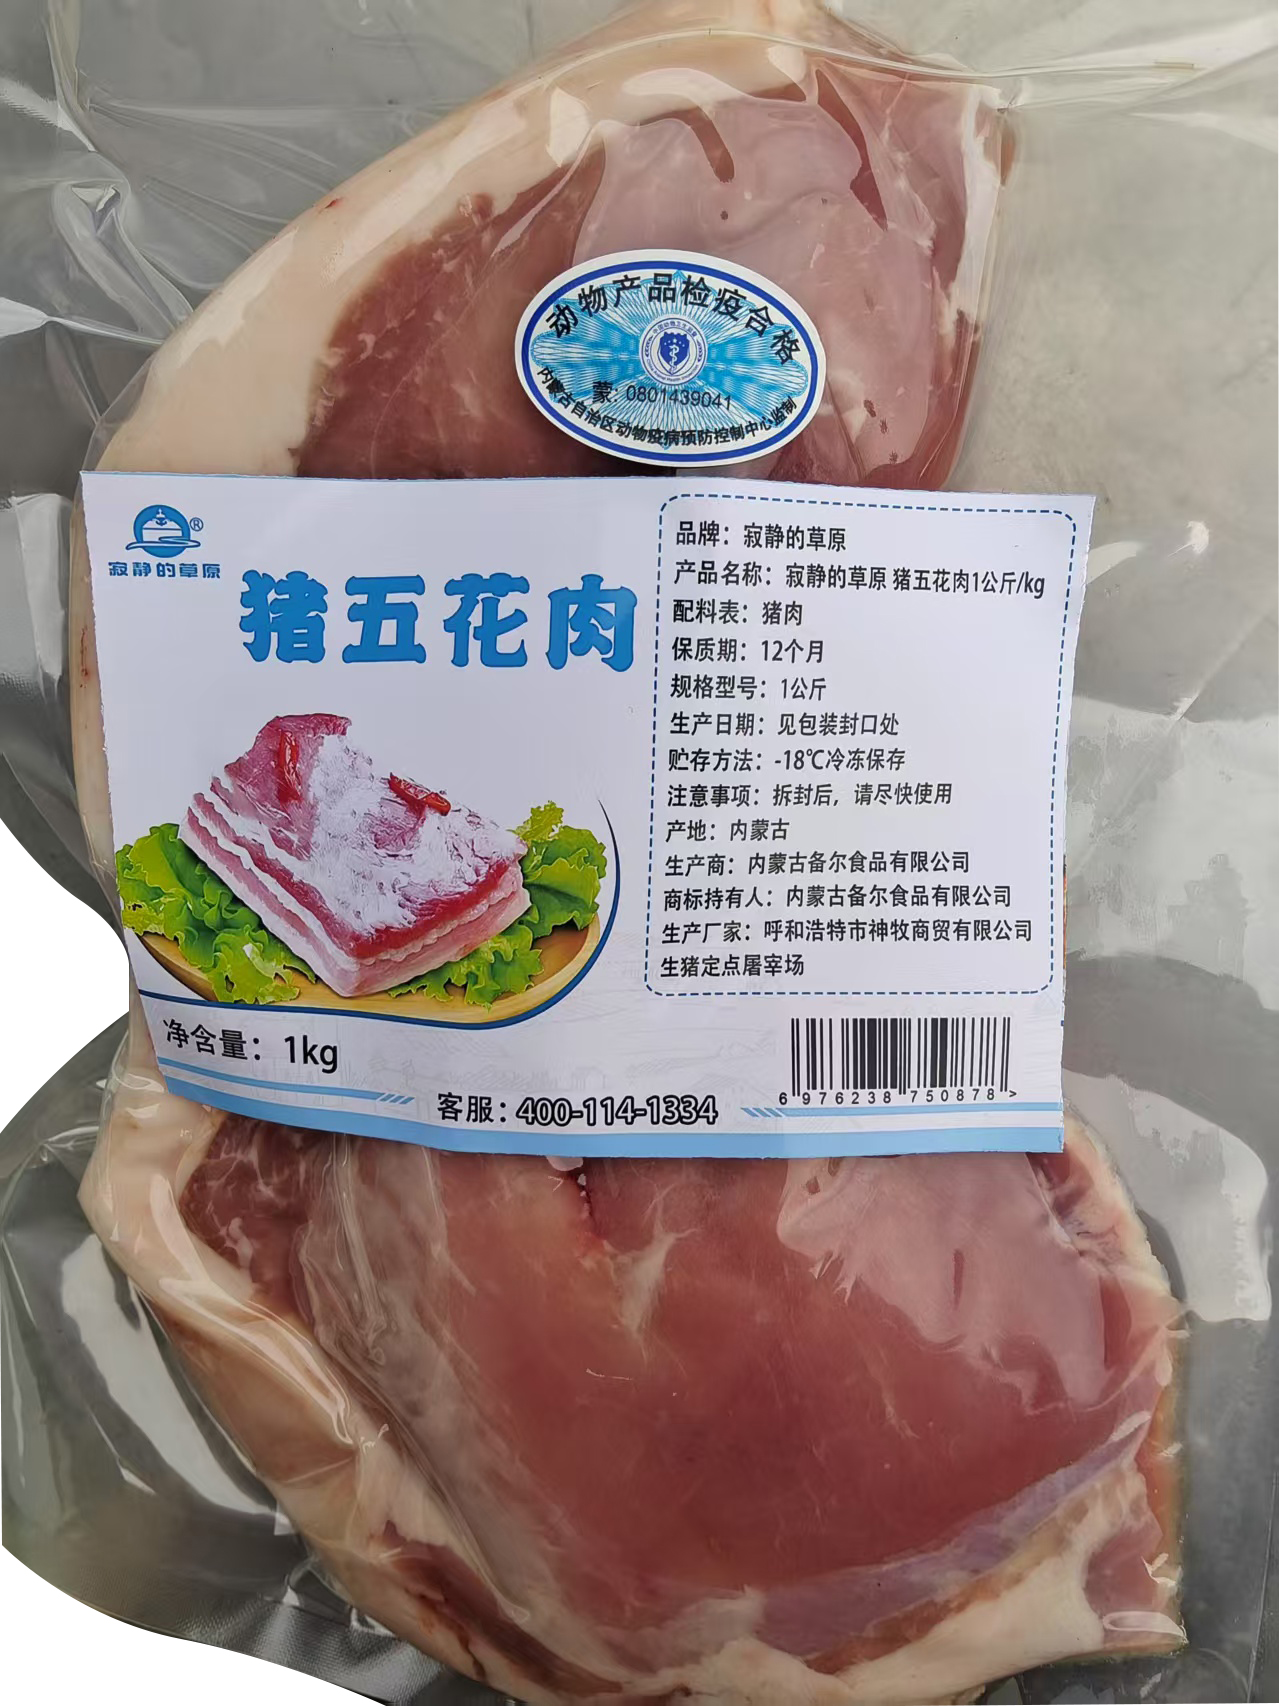 动物产品检疫合格
蒙: 0801439041
内蒙古自治区动物疫病预防控制中心监制
®
寂静的草原
猪五花肉
品牌：寂静的草原
产品名称：寂静的草原 猪五花肉1公斤/kg
配料表：猪肉
保质期：12个月
规格型号：1公斤
生产日期：见包装封口处
贮存方法：-18℃冷冻保存
注意事项：拆封后，请尽快使用
产地：内蒙古
生产商：内蒙古备尔食品有限公司
商标持有人：内蒙古备尔食品有限公司
生产厂家：呼和浩特市神牧商贸有限公司
生猪定点屠宰场
净含量：1kg
客服：400-114-1334
6 976238 750878 >